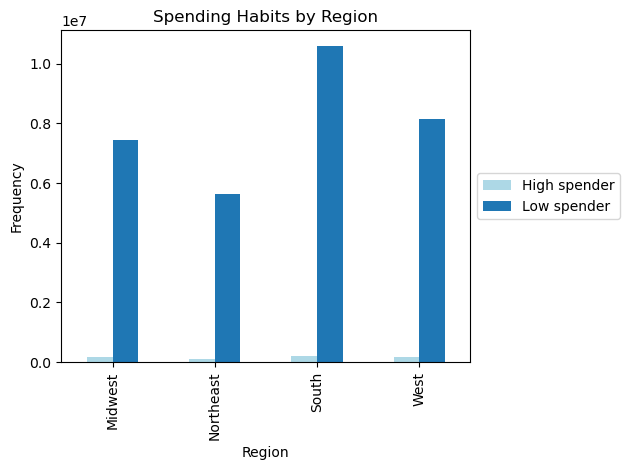 Spending Habits by Region
1e7
1.0
0.8
0.6
0.4
0.2
0.0
Frequency
Midwest
Northeast
South
West
Region
High spender
Low spender